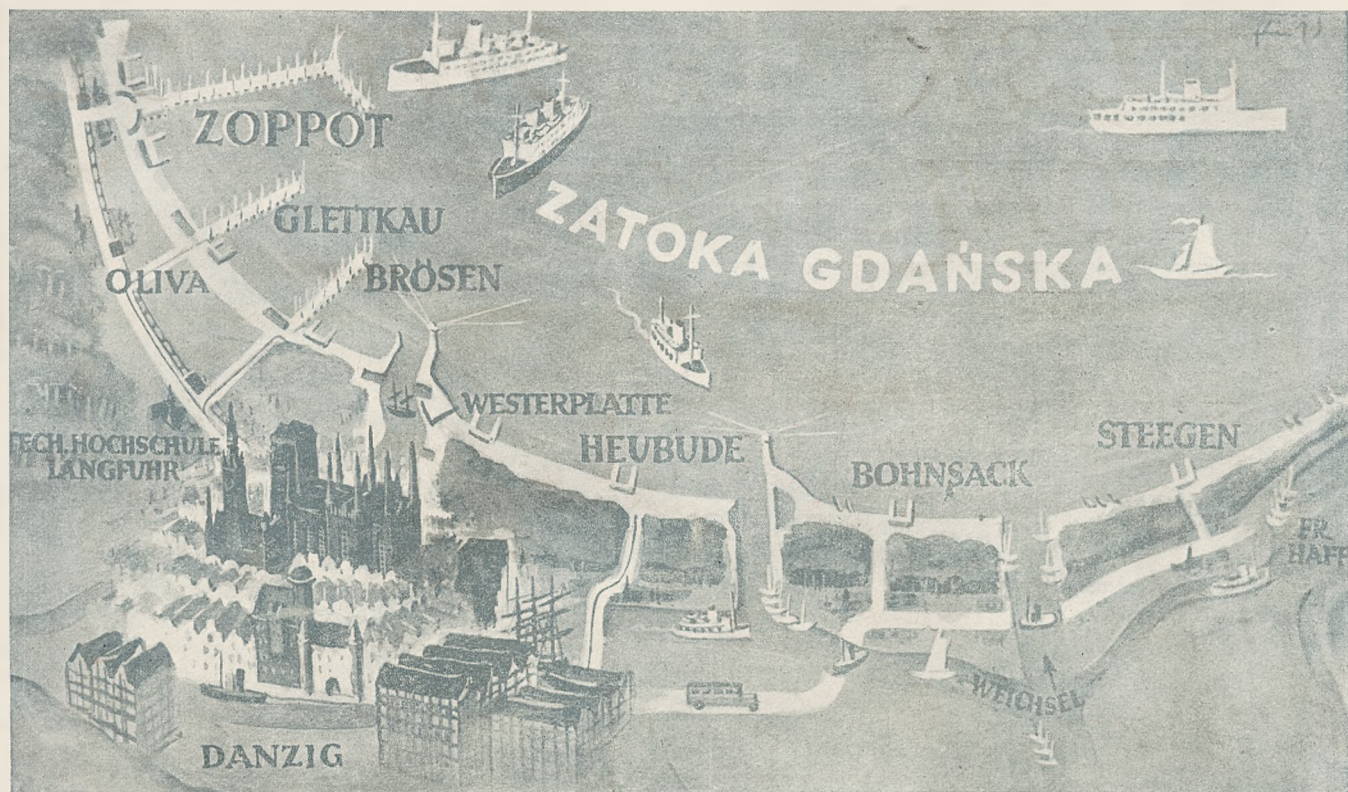 ZOPPOT
GLETTKAU
OLIVA
BRÖSEN
ZATOKA GDAŃSKA
WESTERPLATTE
TECH. HOCHSCHULE
LANGFUHR
HEUBUDE
BOHNSACK
STEEGEN
FR.
HAFF
WEICHSEL
DANZIG